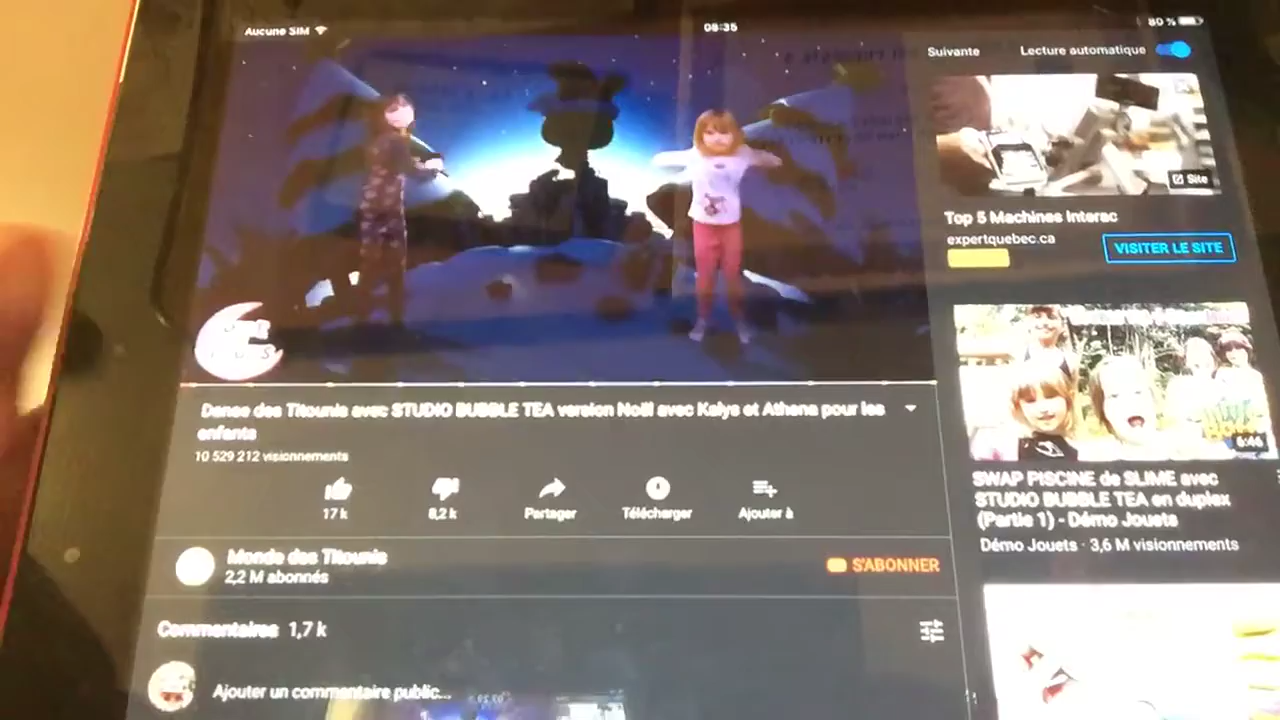 Aucune SIM
08:35
80 %
Suivante
Lecture automatique
Site
Top 5 Machines Interac
expertquebec.ca
VISITER LE SITE
Danse des Titounis avec STUDIO BUBBLE TEA version Noël avec Kalys et Athena pour les
enfants
10 529 212 visionnements
17 k
8,2 k
Partager
Télécharger
Ajouter à
Monde des Titounis
2,2 M abonnés
S'ABONNER
Commentaires 1,7 k
Ajouter un commentaire public...
6:46
SWAP PISCINE de SLIME avec
STUDIO BUBBLE TEA en duplex
(Partie 1) - Démo Jouets
Démo Jouets · 3,6 M visionnements